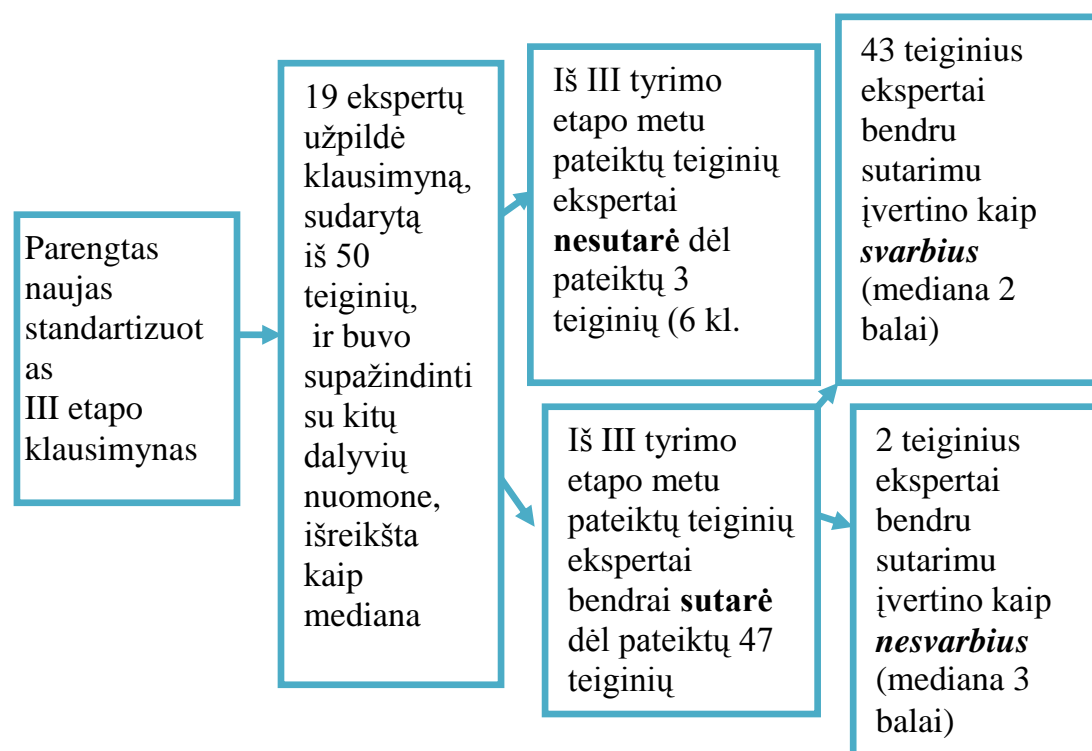 Parengtas
naujas
standartizuot
as
III etapo
klausimynas
19 ekspertų
užpildė
klausimyną,
sudarytą
iš 50
teiginių,
ir buvo
supažindinti
su kitų
dalyvių
nuomone,
išreikšta
kaip
mediana
Iš III tyrimo
etapo metu
pateiktų teiginių
ekspertai
nesutarė dėl
pateiktų 3
teiginių (6 kl.
Iš III tyrimo
etapo metu
pateiktų teiginių
ekspertai
bendrai sutarė
dėl pateiktų 47
teiginių
43 teiginius
ekspertai
bendru
sutarimu
įvertino kaip
svarbius
(mediana 2
balai)
2 teiginius
ekspertai
bendru
sutarimu
įvertino kaip
nesvarbius
(mediana 3
balai)